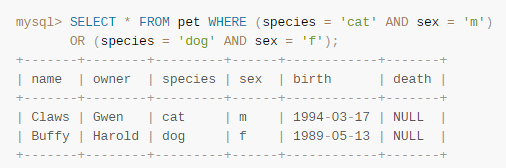 mysql> SELECT * FROM pet WHERE (species = 'cat' AND sex = 'm')
       OR (species = 'dog' AND sex = 'f');
+-------+--------+---------+------+------------+-------+
| name  | owner  | species | sex  | birth      | death |
+-------+--------+---------+------+------------+-------+
| Claws | Gwen   | cat     | m    | 1994-03-17 | NULL  |
| Buffy | Harold | dog     | f    | 1989-05-13 | NULL  |
+-------+--------+---------+------+------------+-------+